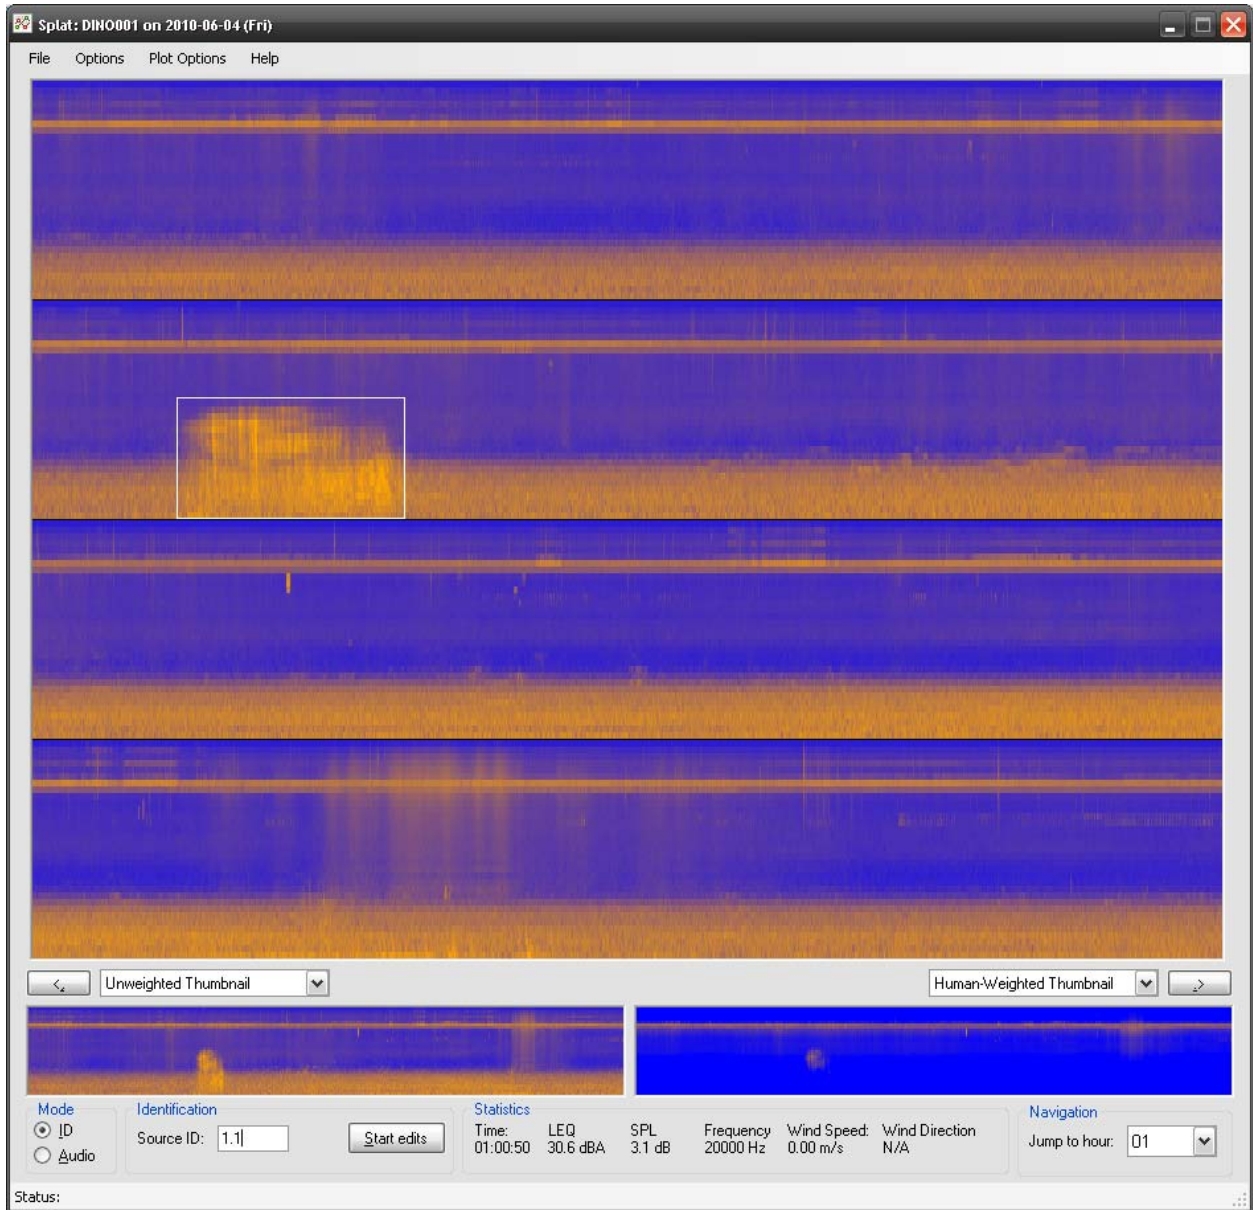 Splat: DINO001 on 2010-06-04 (Fri)
File Options Plot Options Help
< Unweighted Thumbnail Human-Weighted Thumbnail >
Mode Identification Statistics Navigation
ID Source ID: 1.1 Start edits Time: LEQ SPL Frequency Wind Speed: Wind Direction Jump to hour: 01
Audio 01:00:50 30.6 dBA 3.1 dB 20000 Hz 0.00 m/s N/A
Status: